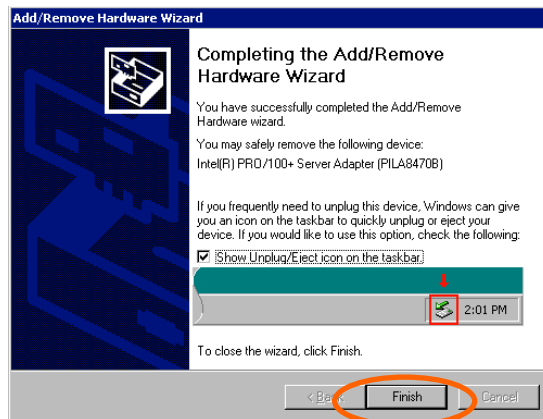 Add/Remove Hardware Wizard
Completing the Add/Remove
Hardware Wizard
You have successfully completed the Add/Remove
Hardware wizard.
You may safely remove the following device:
Intel(R) PRO/100+ Server Adapter (PILA8470B)
If you frequently need to unplug this device, Windows can give
you an icon on the taskbar to quickly unplug or eject your
device. If you would like to use this option, check the following:
Show Unplug/Eject icon on the taskbar.
2:01 PM
To close the wizard, click Finish.
< Back Finish Cancel